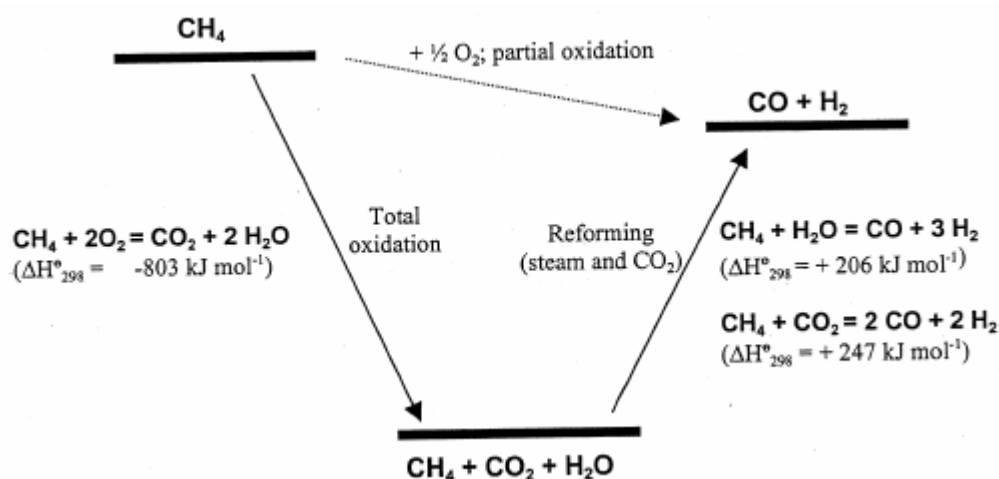 CH₄
+ ½ O₂; partial oxidation
CO + H₂
Total
oxidation
CH₄ + 2O₂ = CO₂ + 2 H₂O
(ΔH°₂₉₈ = -803 kJ mol⁻¹)
Reforming
(steam and CO₂)
CH₄ + H₂O = CO + 3 H₂
(ΔH°₂₉₈ = + 206 kJ mol⁻¹)
CH₄ + CO₂ = 2 CO + 2 H₂
(ΔH°₂₉₈ = + 247 kJ mol⁻¹)
CH₄ + CO₂ + H₂O